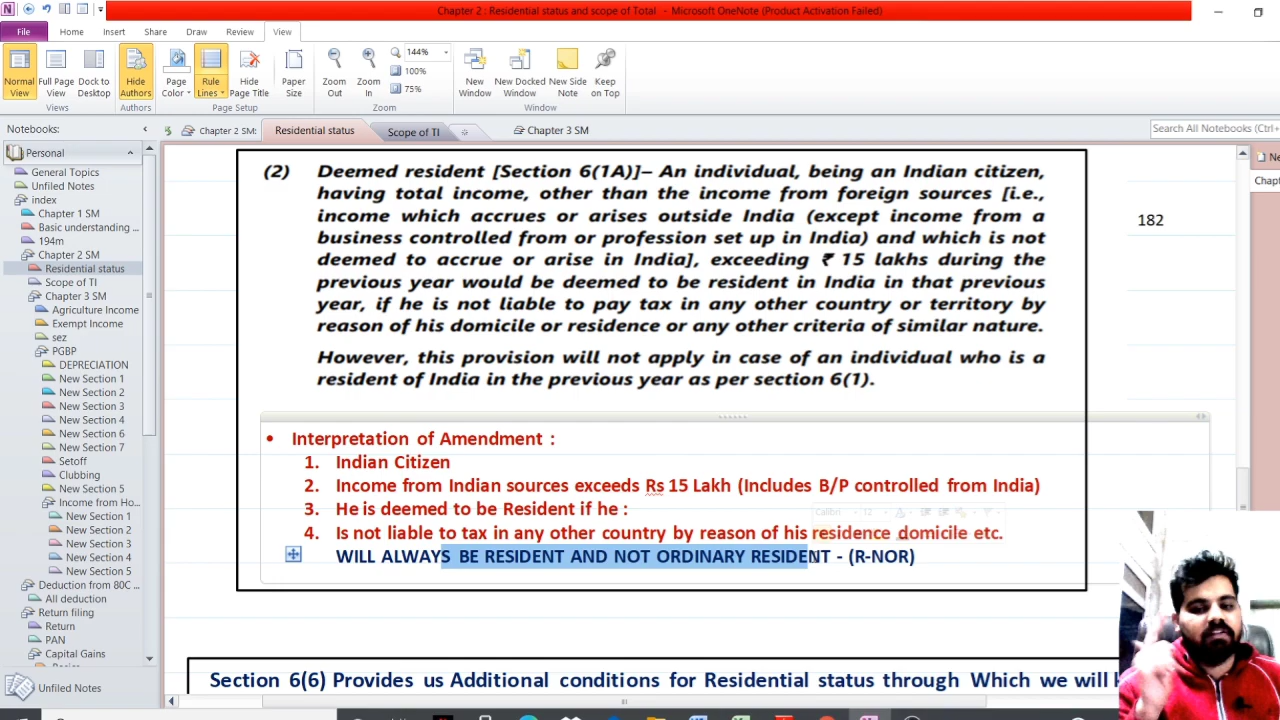 Chapter 2 : Residential status and scope of Total - Microsoft OneNote (Product Activation Failed)
File Home Insert Share Draw Review View
Normal View
Full Page View
Dock to Desktop
Hide Authors
Page Color
Rule Lines
Hide Page Title
Paper Size
Zoom Out
Zoom In
144%
100%
75%
New Window
New Docked Window
New Side Note
Keep on Top
Views Authors Page Setup Zoom Window
Notebooks:
Chapter 2 SM: Residential status Scope of TI Chapter 3 SM
Search All Notebooks (Ctrl+
Personal
General Topics
Unfiled Notes
index
Chapter 1 SM
Basic understanding ...
194m
Chapter 2 SM
Residential status
Scope of TI
Chapter 3 SM
Agriculture Income
Exempt Income
sez
PGBP
DEPRECIATION
New Section 1
New Section 2
New Section 3
New Section 4
New Section 6
New Section 7
Setoff
Clubbing
New Section 5
Income from Ho...
New Section 1
New Section 2
New Section 3
New Section 4
New Section 5
Deduction from 80C
All deduction
Return filing
Return
PAN
Capital Gains
Unfiled Notes
(2) Deemed resident [Section 6(1A)]– An individual, being an Indian citizen,
having total income, other than the income from foreign sources [i.e.,
income which accrues or arises outside India (except income from a
business controlled from or profession set up in India) and which is not
deemed to accrue or arise in India], exceeding ₹ 15 lakhs during the
previous year would be deemed to be resident in India in that previous
year, if he is not liable to pay tax in any other country or territory by
reason of his domicile or residence or any other criteria of similar nature.
However, this provision will not apply in case of an individual who is a
resident of India in the previous year as per section 6(1).
182
• Interpretation of Amendment :
1. Indian Citizen
2. Income from Indian sources exceeds Rs 15 Lakh (Includes B/P controlled from India)
3. He is deemed to be Resident if he :
4. Is not liable to tax in any other country by reason of his residence domicile etc.
WILL ALWAYS BE RESIDENT AND NOT ORDINARY RESIDENT - (R-NOR)
Calibri 12
Section 6(6) Provides us Additional conditions for Residential status through Which we will
Ne
Chapt